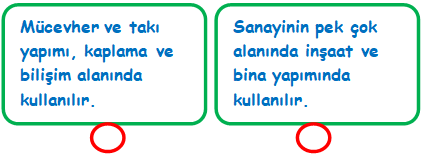 Mücevher ve takı
yapımı, kaplama ve
bilişim alanında
kullanılır.
Sanayinin pek çok
alanında inşaat ve
bina yapımında
kullanılır.